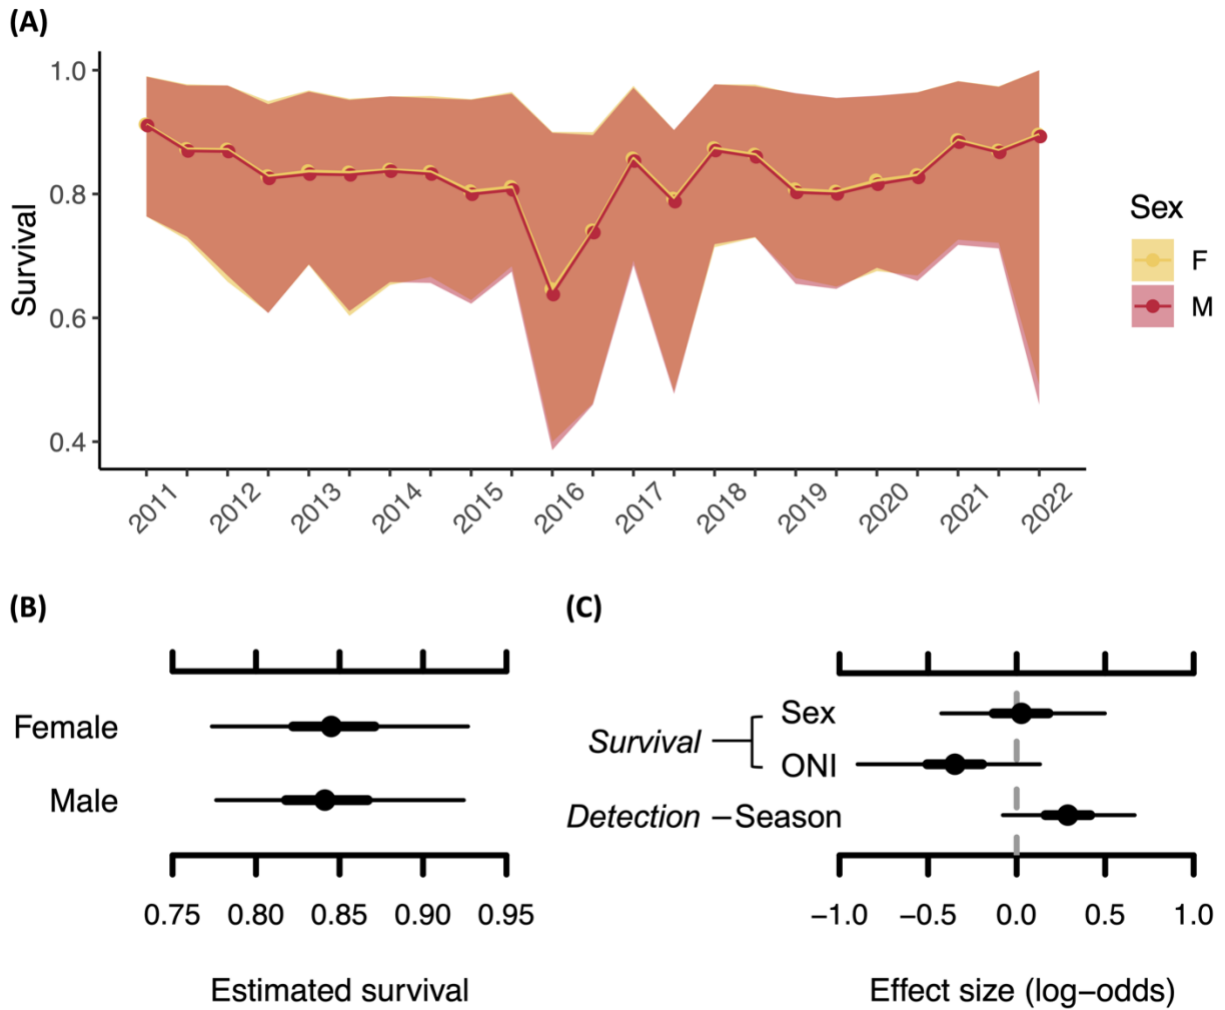 (A)
1.0
0.8
0.6
0.4
Survival
2011 2012 2013 2014 2015 2016 2017 2018 2019 2020 2021 2022
Sex
F
M
(B)
Female
Male
0.75 0.80 0.85 0.90 0.95
Estimated survival
(C)
Survival
Sex
ONI
Detection – Season
−1.0 −0.5 0.0 0.5 1.0
Effect size (log−odds)